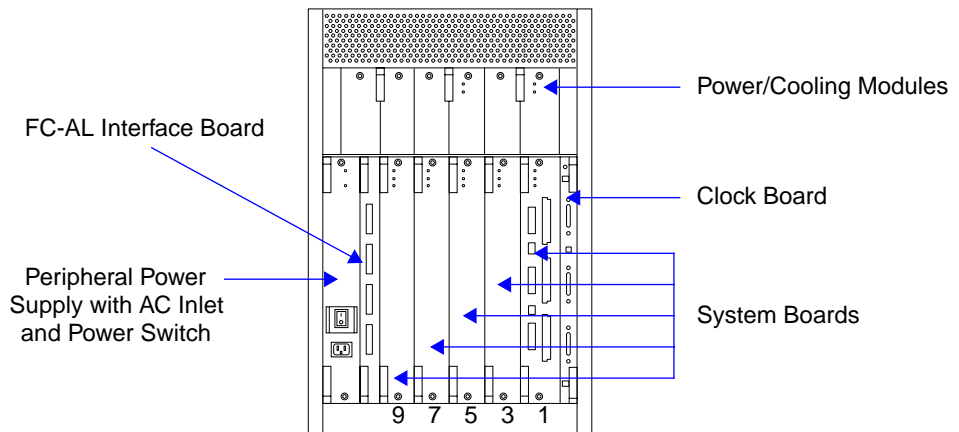 Power/Cooling Modules
FC-AL Interface Board
Clock Board
Peripheral Power
Supply with AC Inlet
and Power Switch
System Boards
9 7 5 3 1